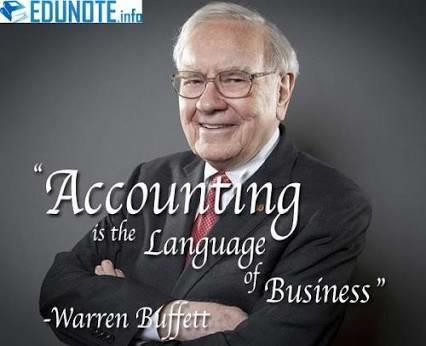 EDUNOTE.info
“Accounting
is the Language
of Business”
-Warren Buffett